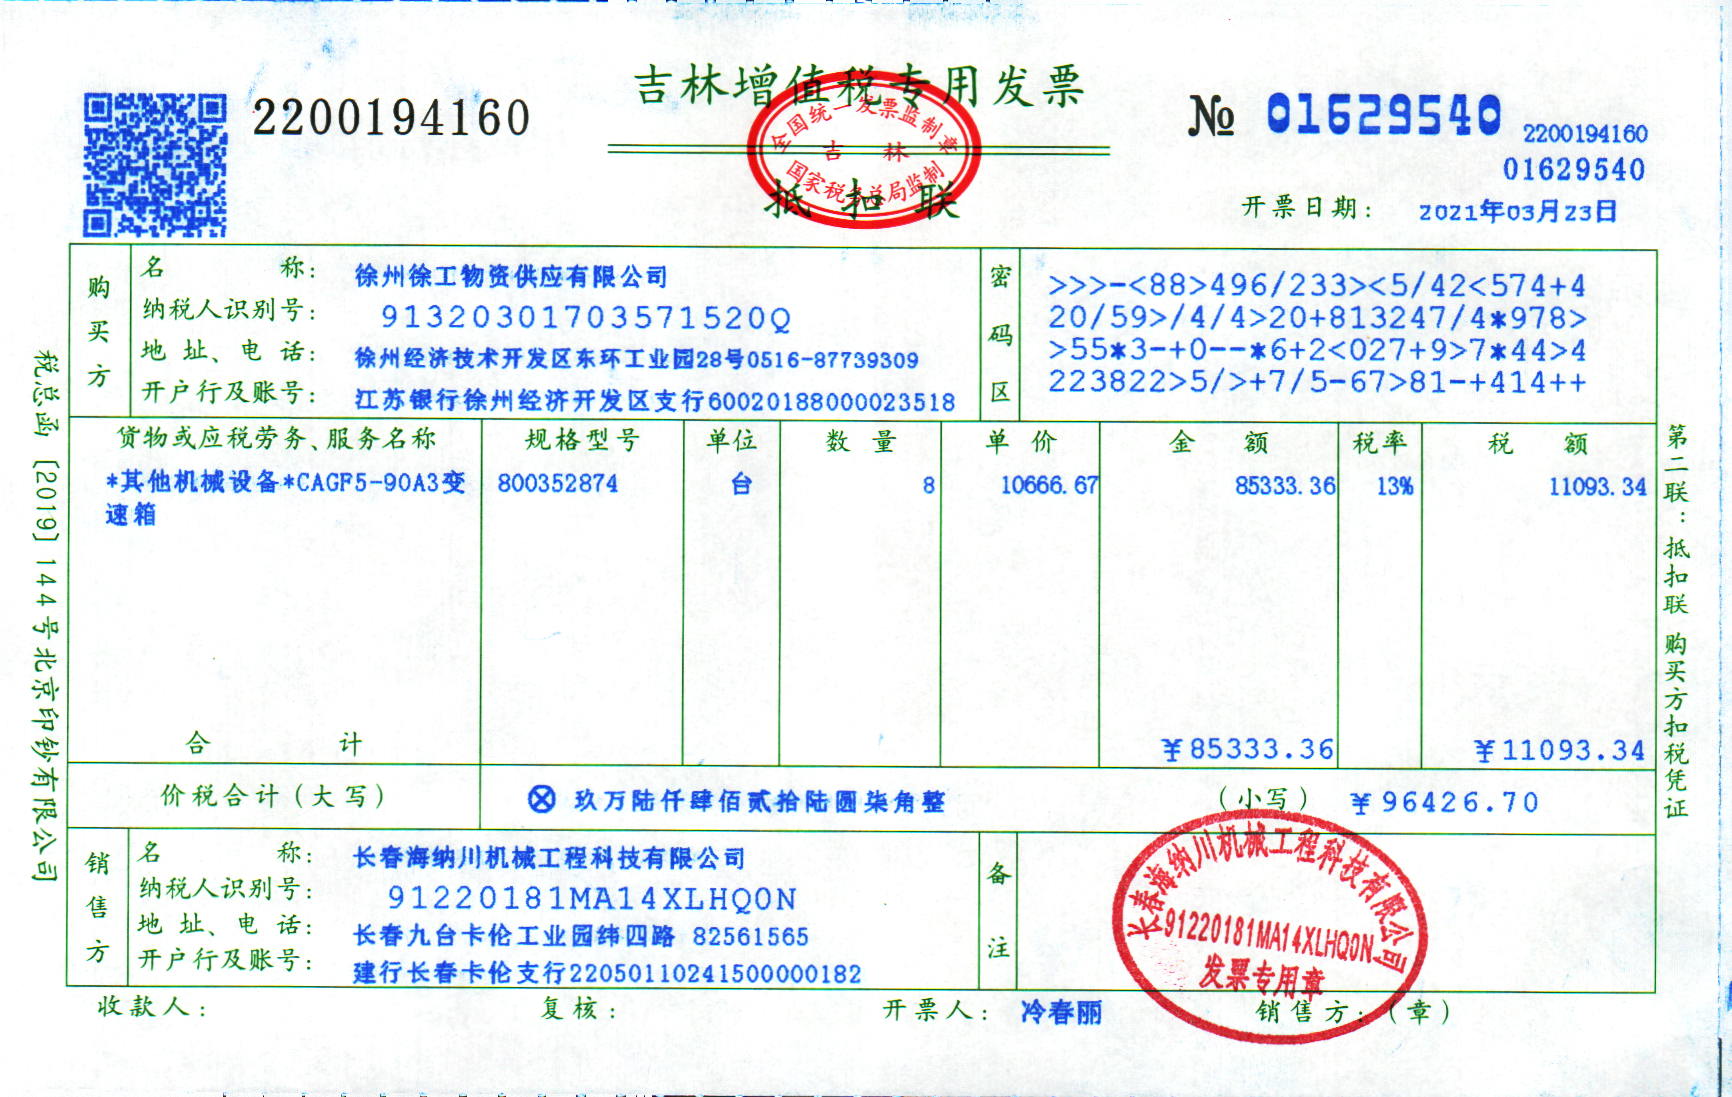 吉林增值税专用发票
2200194160
№ 01629540
2200194160
01629540
全国统一发票监制章
吉林
国家税务总局监制
抵扣联
开票日期： 2021年03月23日
购买方
名称： 徐州徐工物资供应有限公司
纳税人识别号： 91320301703571520Q
地址、电话： 徐州经济技术开发区东环工业园28号0516-87739309
开户行及账号： 江苏银行徐州经济开发区支行60020188000023518
密码区
>>>-<88>496/233><5/42<574+4
20/59>/4/4>20+813247/4*978>
>55*3-+0--*6+2<027+9>7*44>4
223822>5/>+7/5-67>81-+414++
货物或应税劳务、服务名称 规格型号 单位 数量 单价 金额 税率 税额
*其他机械设备*CAGF5-90A3变 800352874 台 8 10666.67 85333.36 13% 11093.34
速箱
合计 ￥85333.36 ￥11093.34
价税合计（大写） ⊗ 玖万陆仟肆佰贰拾陆圆柒角整 （小写） ￥96426.70
销售方
名称： 长春海纳川机械工程科技有限公司
纳税人识别号： 91220181MA14XLHQ0N
地址、电话： 长春九台卡伦工业园纬四路 82561565
开户行及账号： 建行长春卡伦支行22050110241500000182
备注
长春海纳川机械工程科技有限公司
91220181MA14XLHQ0N
发票专用章
收款人： 复核： 开票人： 冷春丽 销售方：（章）
税总函〔2019〕144号北京印钞有限公司
第二联：抵扣联 购买方扣税凭证